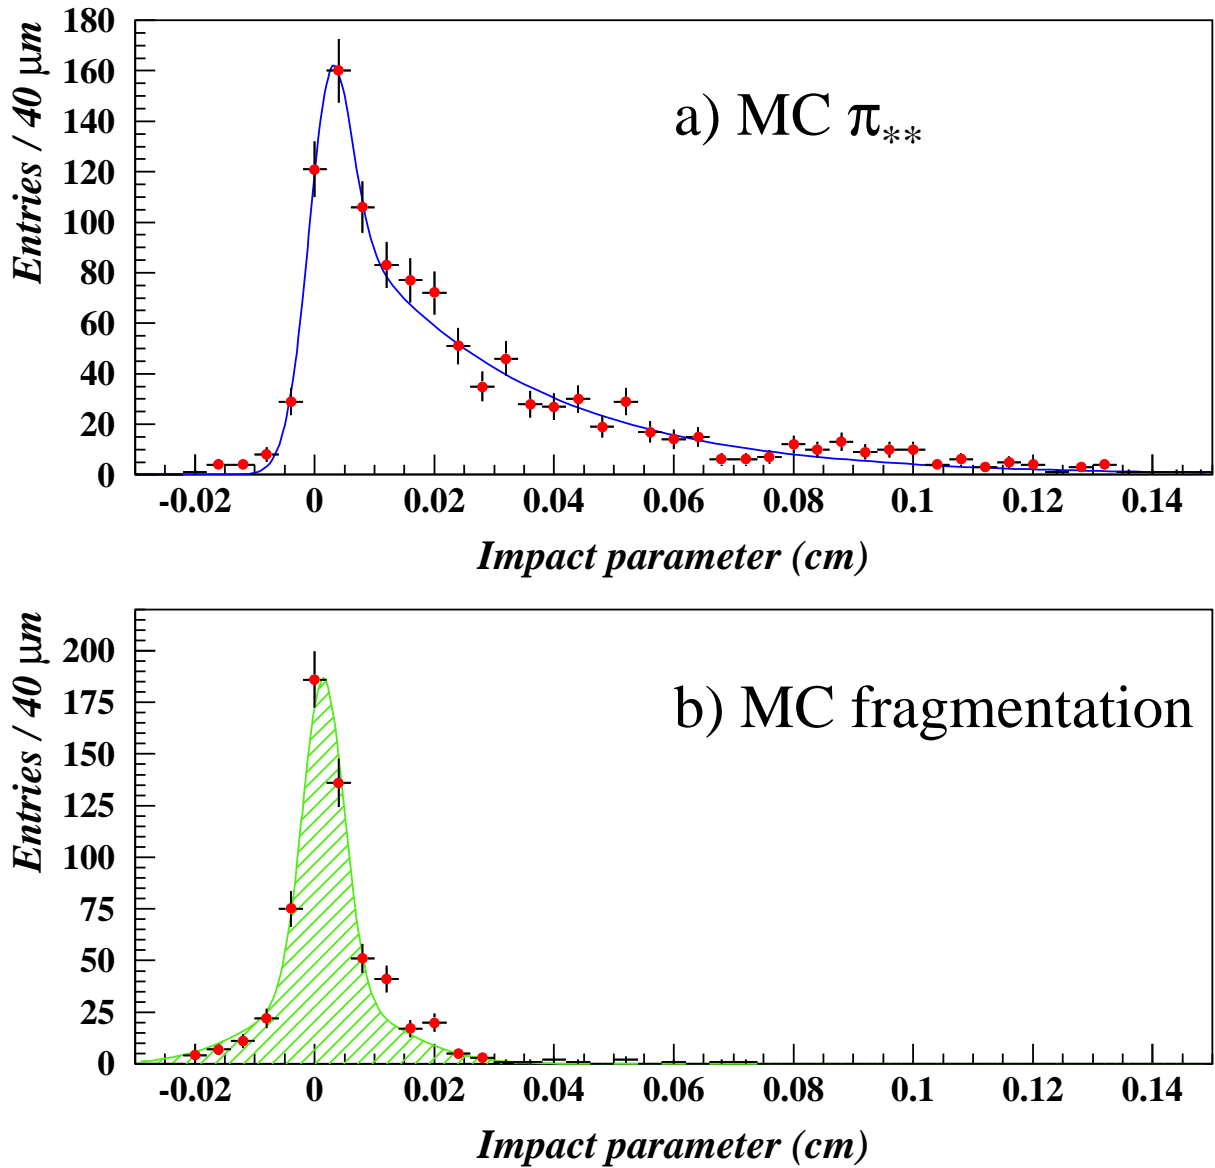 Entries / 40 μm
180
160
140
120
100
80
60
40
20
0
a) MC π**
-0.02 0 0.02 0.04 0.06 0.08 0.1 0.12 0.14
Impact parameter (cm)
Entries / 40 μm
200
175
150
125
100
75
50
25
0
b) MC fragmentation
-0.02 0 0.02 0.04 0.06 0.08 0.1 0.12 0.14
Impact parameter (cm)